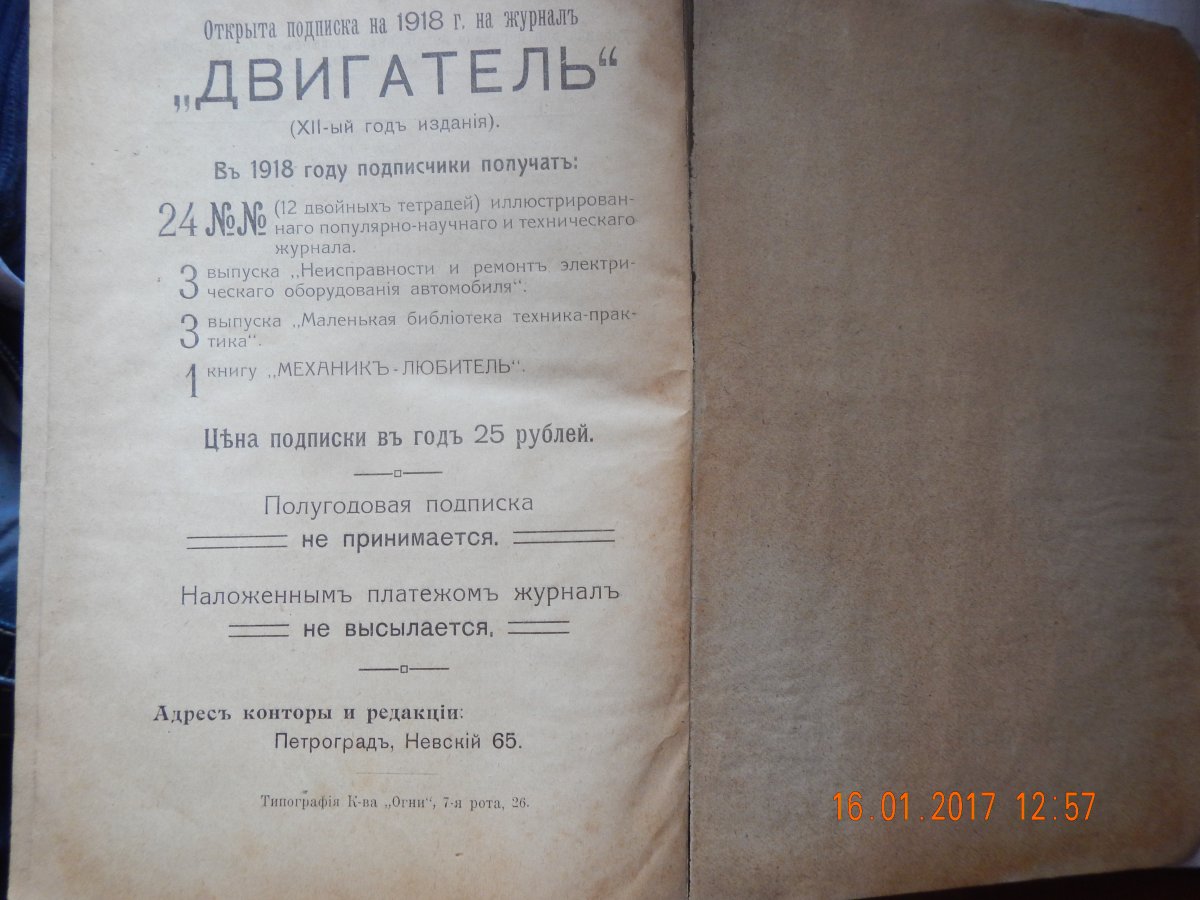 Открыта подписка на 1918 г. на журналъ
„ДВИГАТЕЛЬ“
(XII-ый годъ изданія).
Въ 1918 году подписчики получатъ:
24 №№ (12 двойныхъ тетрадей) иллюстрирован-
наго популярно-научнаго и техническаго
журнала.
3 выпуска „Неисправности и ремонтъ электри-
ческаго оборудованія автомобиля“.
3 выпуска „Маленькая библіотека техника-прак-
тика“.
1 книгу „МЕХАНИКЪ-ЛЮБИТЕЛЬ“.
Цѣна подписки въ годъ 25 рублей.
Полугодовая подписка
не принимается.
Наложеннымъ платежомъ журналъ
не высылается.
Адресъ конторы и редакціи:
Петроградъ, Невскій 65.
Типографія К-ва „Огни“, 7-я рота, 26.
16.01.2017 12:57